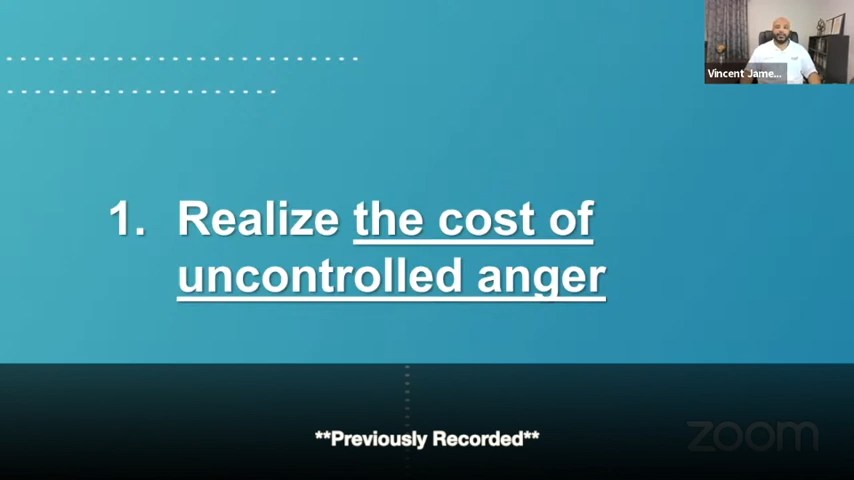 Vincent Jame...
1. Realize the cost of
uncontrolled anger
**Previously Recorded**
zoom